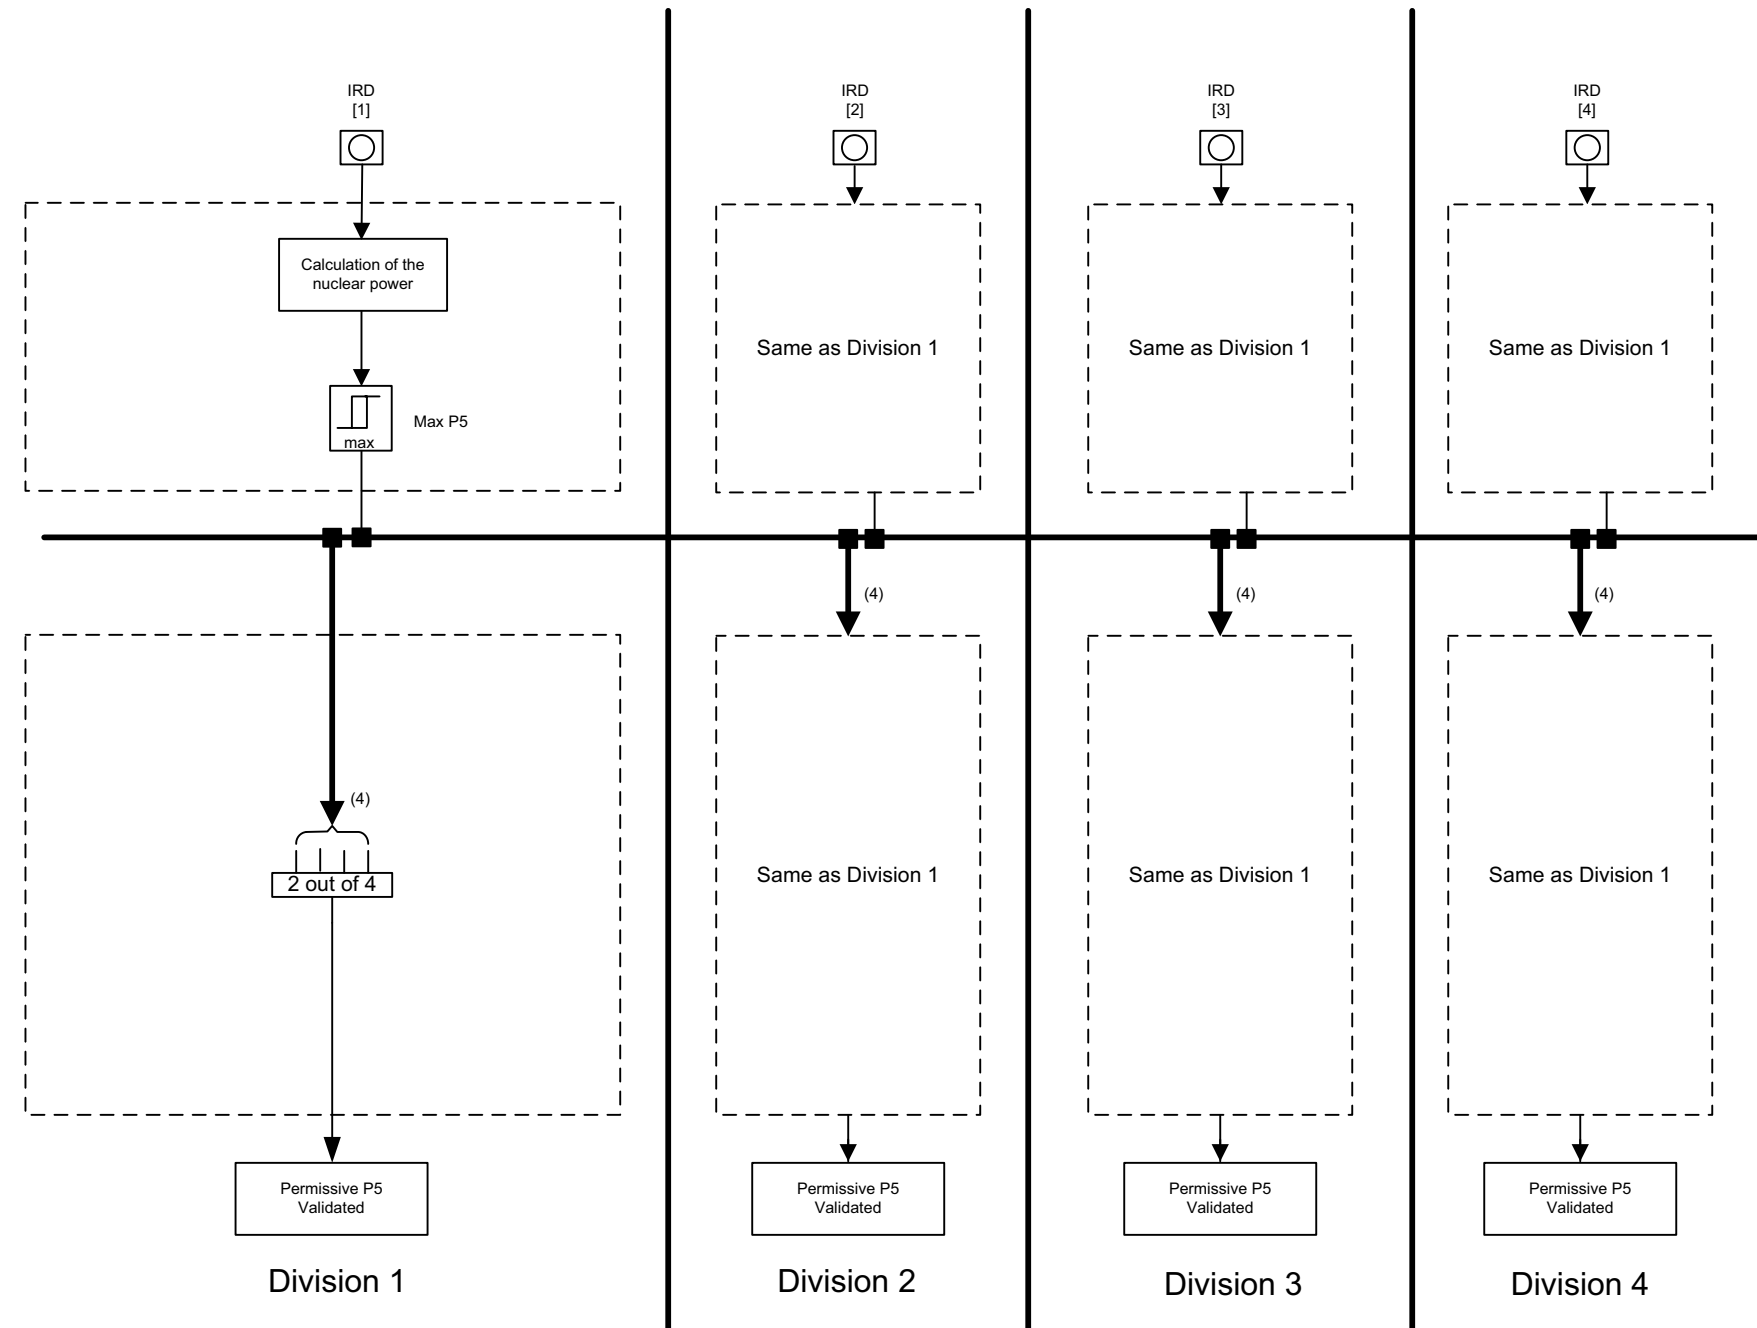 IRD
[1]
IRD
[2]
IRD
[3]
IRD
[4]
Calculation of the
nuclear power
max
Max P5
Same as Division 1
Same as Division 1
Same as Division 1
(4)
(4)
(4)
(4)
2 out of 4
Same as Division 1
Same as Division 1
Same as Division 1
Permissive P5
Validated
Permissive P5
Validated
Permissive P5
Validated
Permissive P5
Validated
Division 1
Division 2
Division 3
Division 4